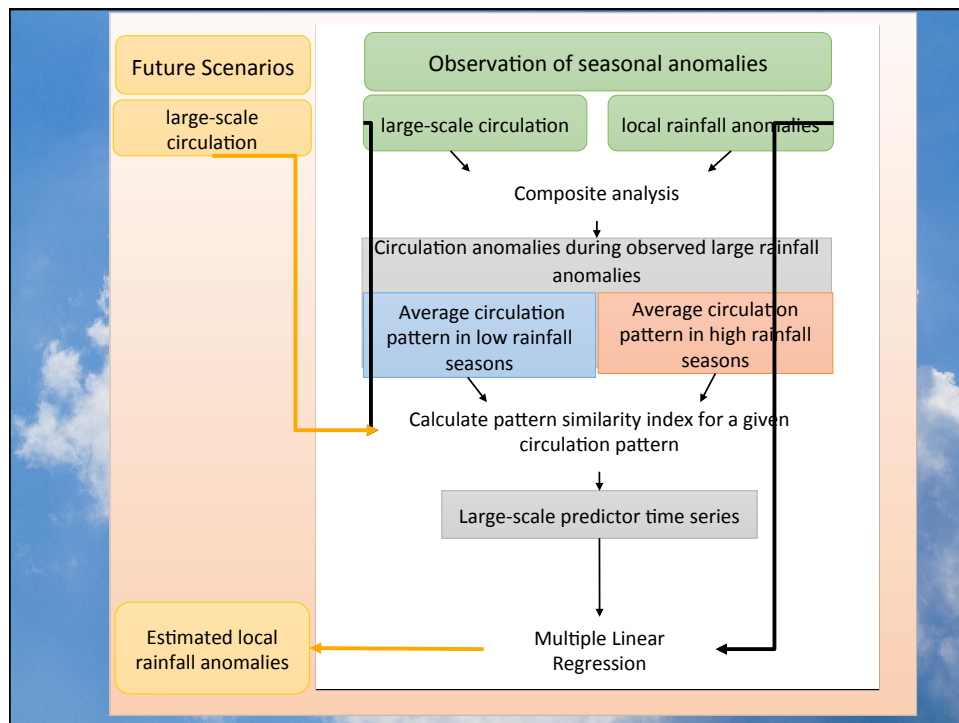 Future Scenarios
Observation of seasonal anomalies
large-scale
circulation
large-scale circulation
local rainfall anomalies
Composite analysis
Circulation anomalies during observed large rainfall
anomalies
Average circulation
pattern in low rainfall
seasons
Average circulation
pattern in high rainfall
seasons
Calculate pattern similarity index for a given
circulation pattern
Large-scale predictor time series
Estimated local
rainfall anomalies
Multiple Linear
Regression